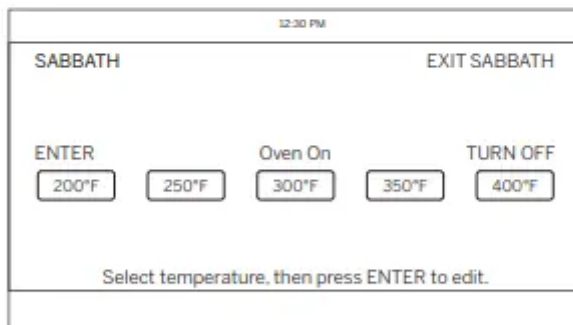 12:30 PM
SABBATH EXIT SABBATH
ENTER Oven On TURN OFF
200°F 250°F 300°F 350°F 400°F
Select temperature, then press ENTER to edit.